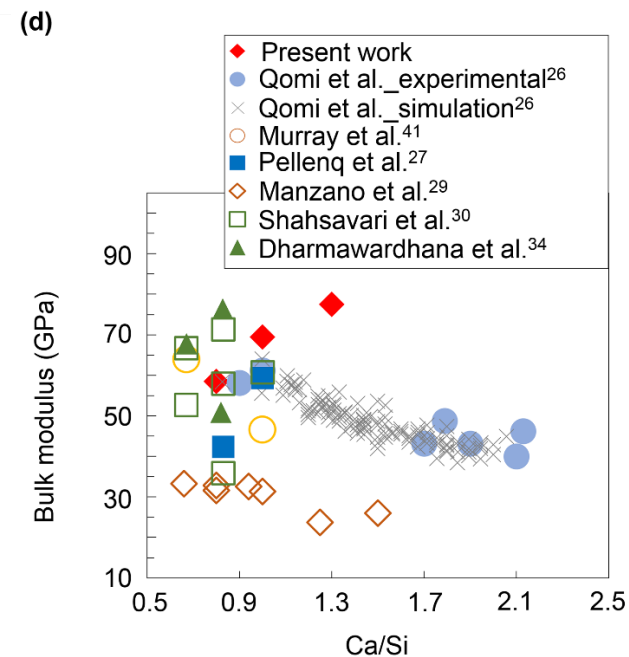 (d)
Present work
Qomi et al._experimental26
Qomi et al._simulation26
Murray et al.41
Pellenq et al.27
Manzano et al.29
Shahsavari et al.30
Dharmawardhana et al.34
Bulk modulus (GPa)
90
70
50
30
10
0.5 0.9 1.3 1.7 2.1 2.5
Ca/Si